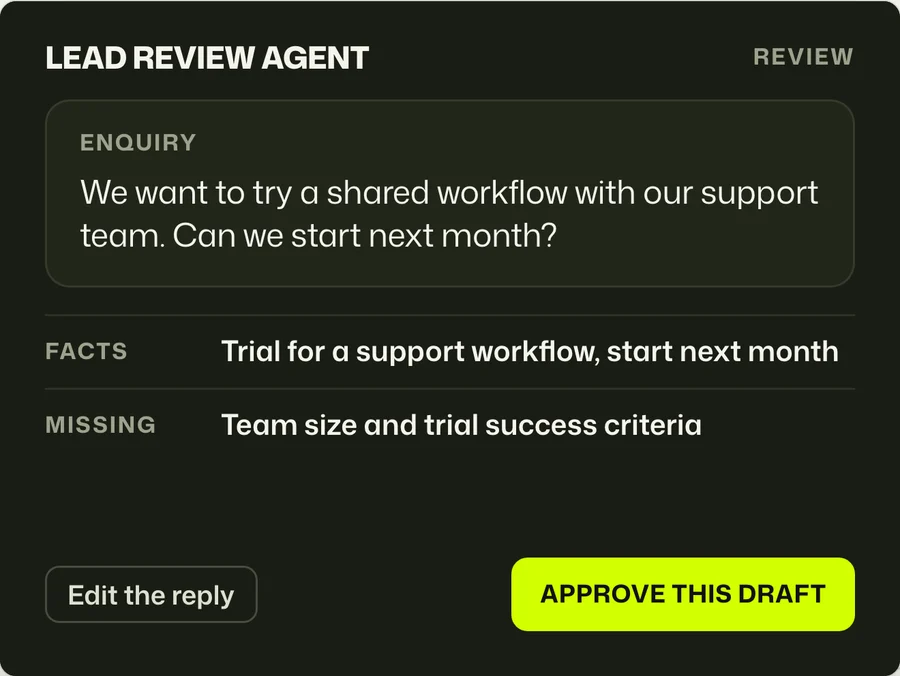 LEAD REVIEW AGENT
REVIEW
ENQUIRY
We want to try a shared workflow with our support
team. Can we start next month?
FACTS
Trial for a support workflow, start next month
MISSING
Team size and trial success criteria
Edit the reply
APPROVE THIS DRAFT